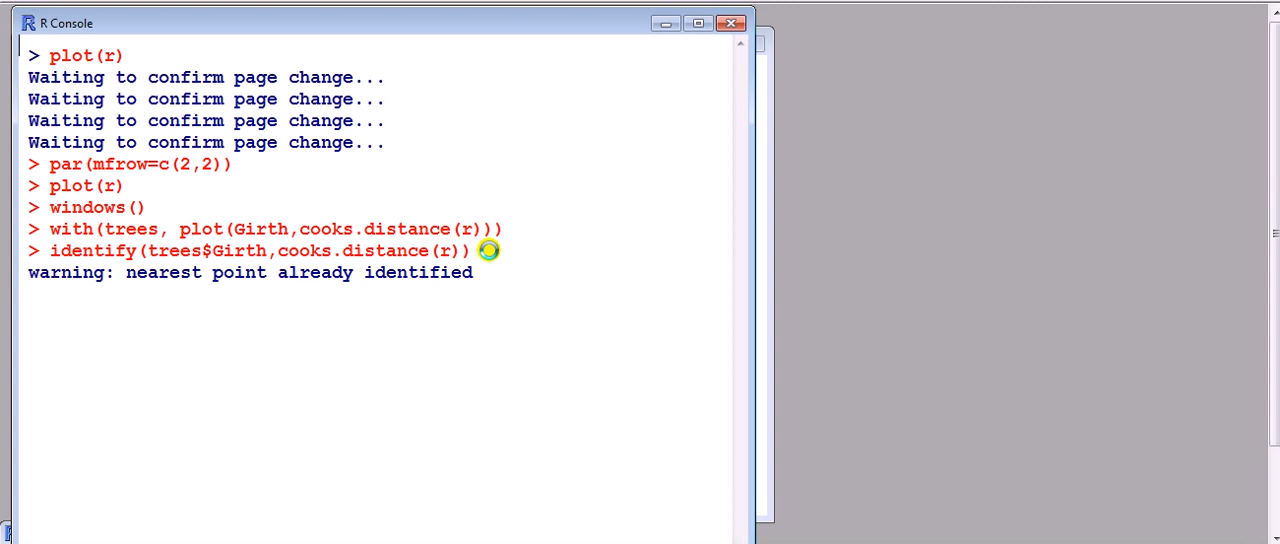 R Console
> plot(r)
Waiting to confirm page change...
Waiting to confirm page change...
Waiting to confirm page change...
Waiting to confirm page change...
> par(mfrow=c(2,2))
> plot(r)
> windows()
> with(trees, plot(Girth,cooks.distance(r)))
> identify(trees$Girth,cooks.distance(r))
warning: nearest point already identified